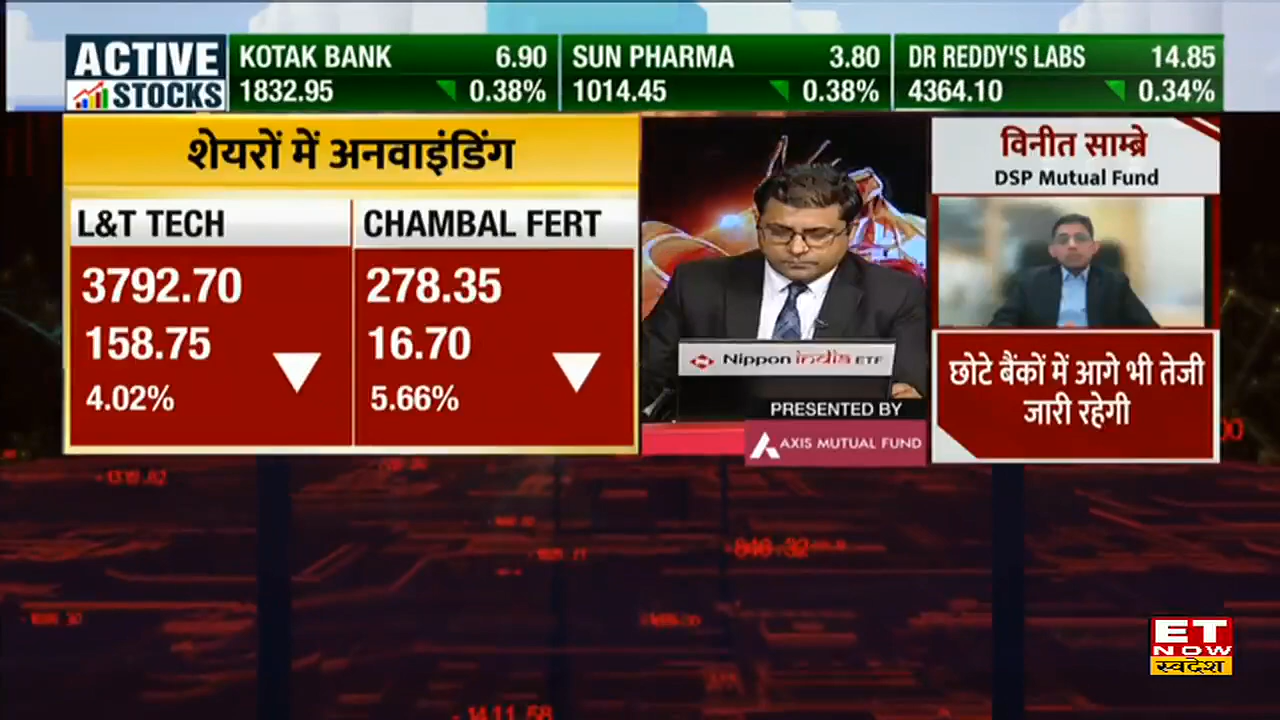 ACTIVE
STOCKS
KOTAK BANK 6.90
1832.95 0.38%
SUN PHARMA 3.80
1014.45 0.38%
DR REDDY'S LABS 14.85
4364.10 0.34%
शेयरों में अनवाइंडिंग
L&T TECH
3792.70
158.75
4.02%
CHAMBAL FERT
278.35
16.70
5.66%
Nippon india ETF
PRESENTED BY
AXIS MUTUAL FUND
विनीत साम्ब्रे
DSP Mutual Fund
छोटे बैंकों में आगे भी तेजी
जारी रहेगी
ET
NOW
स्वदेश